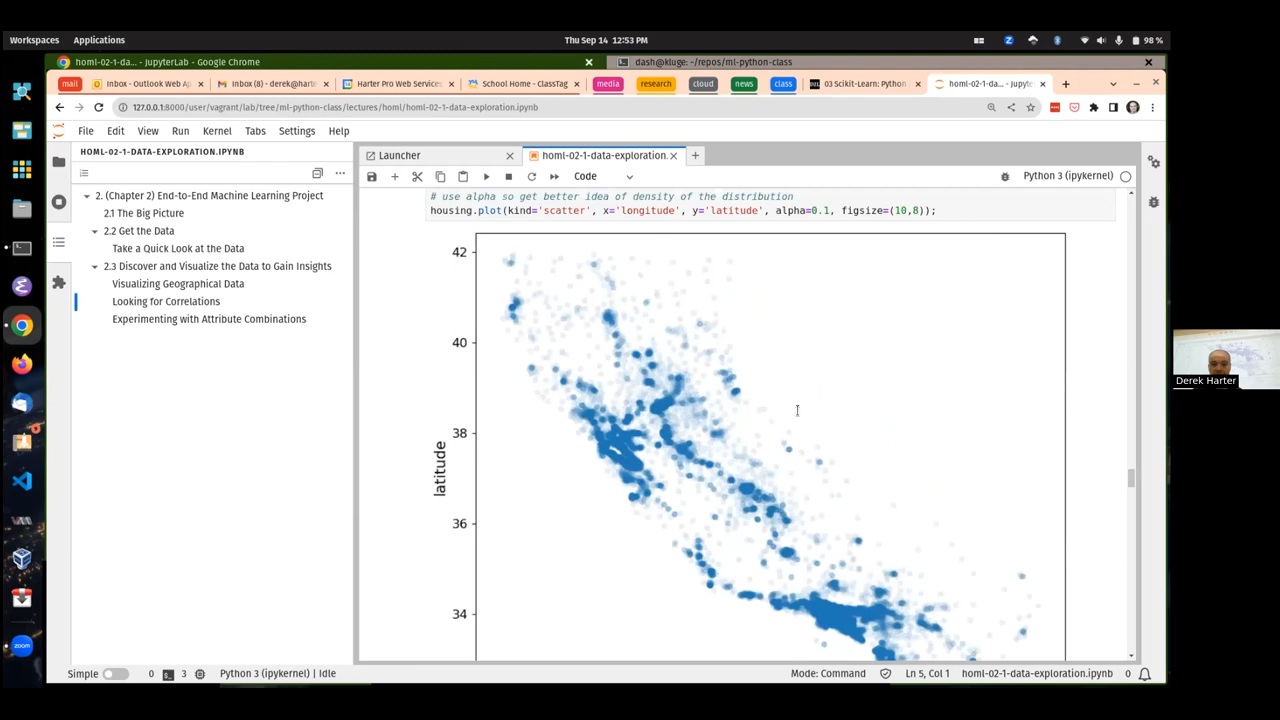 Workspaces Applications Thu Sep 14 12:53 PM 98 %
homl-02-1-da... - JupyterLab - Google Chrome dash@kluge: ~/repos/ml-python-class
mail Inbox - Outlook Web Ap Inbox (8) - derek@harte Harter Pro Web Services School Home - ClassTag media research cloud news class 03 Scikit-Learn: Python homl-02-1-da... - Jupyte
127.0.0.1:8000/user/vagrant/lab/tree/ml-python-class/lectures/homl/homl-02-1-data-exploration.ipynb
File Edit View Run Kernel Tabs Settings Help
HOML-02-1-DATA-EXPLORATION.IPYNB
Launcher homl-02-1-data-exploration.
Code Python 3 (ipykernel)
2. (Chapter 2) End-to-End Machine Learning Project
2.1 The Big Picture
2.2 Get the Data
Take a Quick Look at the Data
2.3 Discover and Visualize the Data to Gain Insights
Visualizing Geographical Data
Looking for Correlations
Experimenting with Attribute Combinations
# use alpha so get better idea of density of the distribution
housing.plot(kind='scatter', x='longitude', y='latitude', alpha=0.1, figsize=(10,8));
42
40
38
36
34
latitude
Derek Harter
Simple 0 3 Python 3 (ipykernel) | Idle Mode: Command Ln 5, Col 1 homl-02-1-data-exploration.ipynb 0